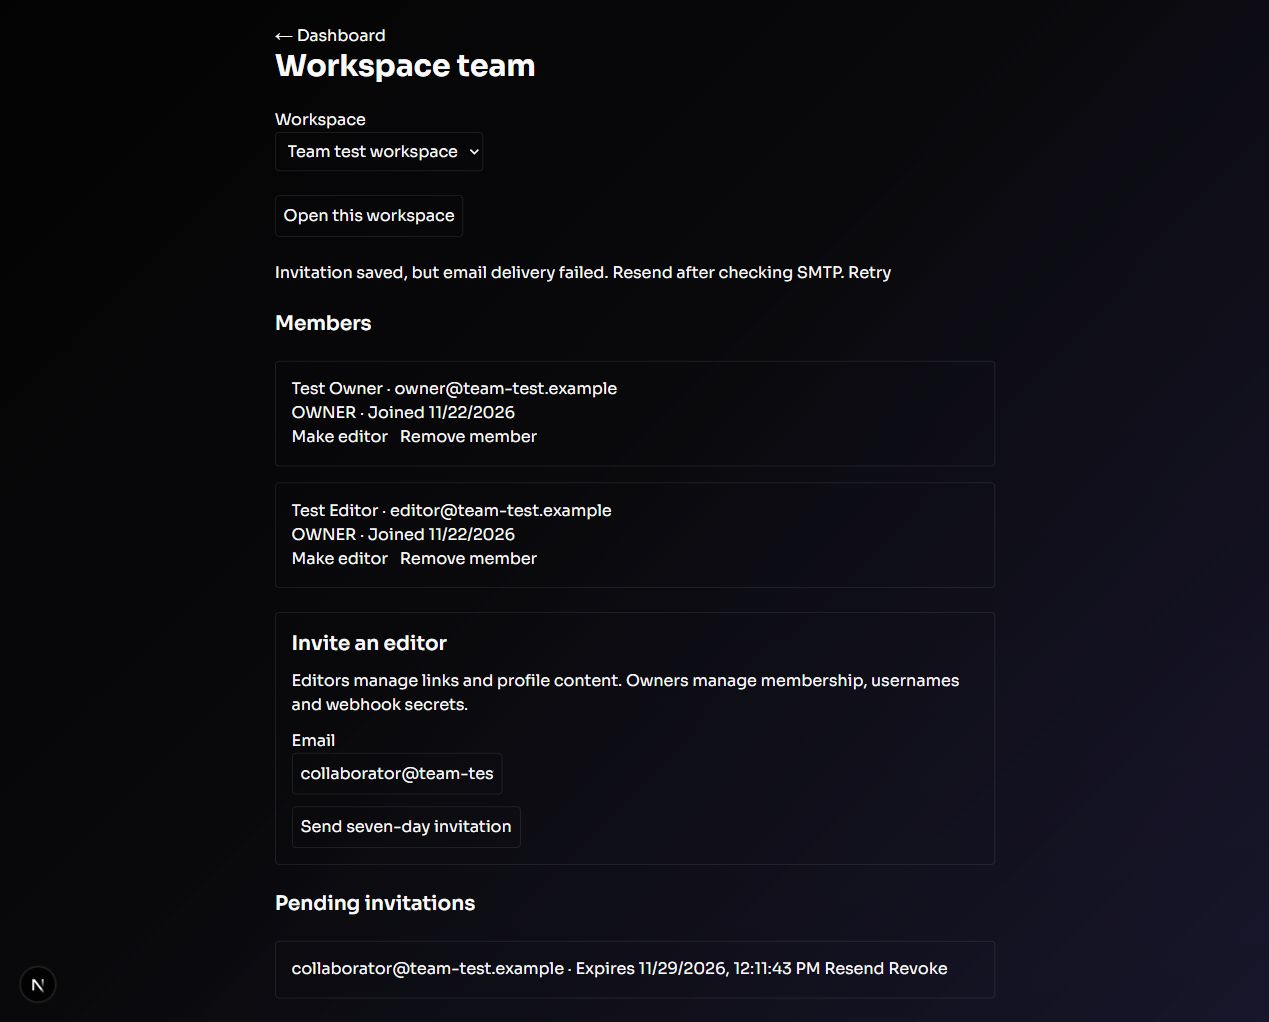 ← Dashboard
Workspace team
Workspace
Team test workspace
Open this workspace
Invitation saved, but email delivery failed. Resend after checking SMTP. Retry
Members
Test Owner · owner@team-test.example
OWNER · Joined 11/22/2026
Make editor Remove member
Test Editor · editor@team-test.example
OWNER · Joined 11/22/2026
Make editor Remove member
Invite an editor
Editors manage links and profile content. Owners manage membership, usernames
and webhook secrets.
Email
collaborator@team-tes
Send seven-day invitation
Pending invitations
collaborator@team-test.example · Expires 11/29/2026, 12:11:43 PM Resend Revoke
N